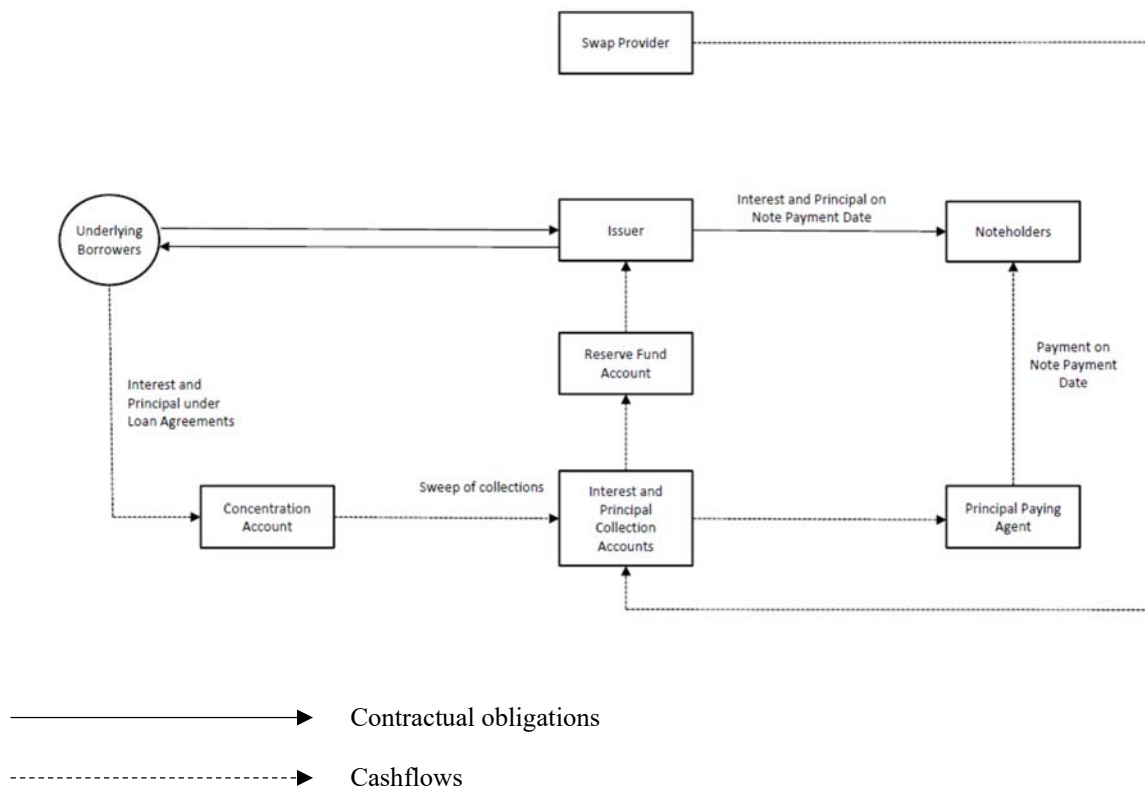 Swap Provider
Interest and Principal on
Note Payment Date
Underlying
Borrowers
Issuer
Noteholders
Reserve Fund
Account
Payment on
Note Payment
Date
Interest and
Principal under
Loan Agreements
Sweep of collections
Concentration
Account
Interest and
Principal
Collection
Accounts
Principal Paying
Agent
Contractual obligations
Cashflows